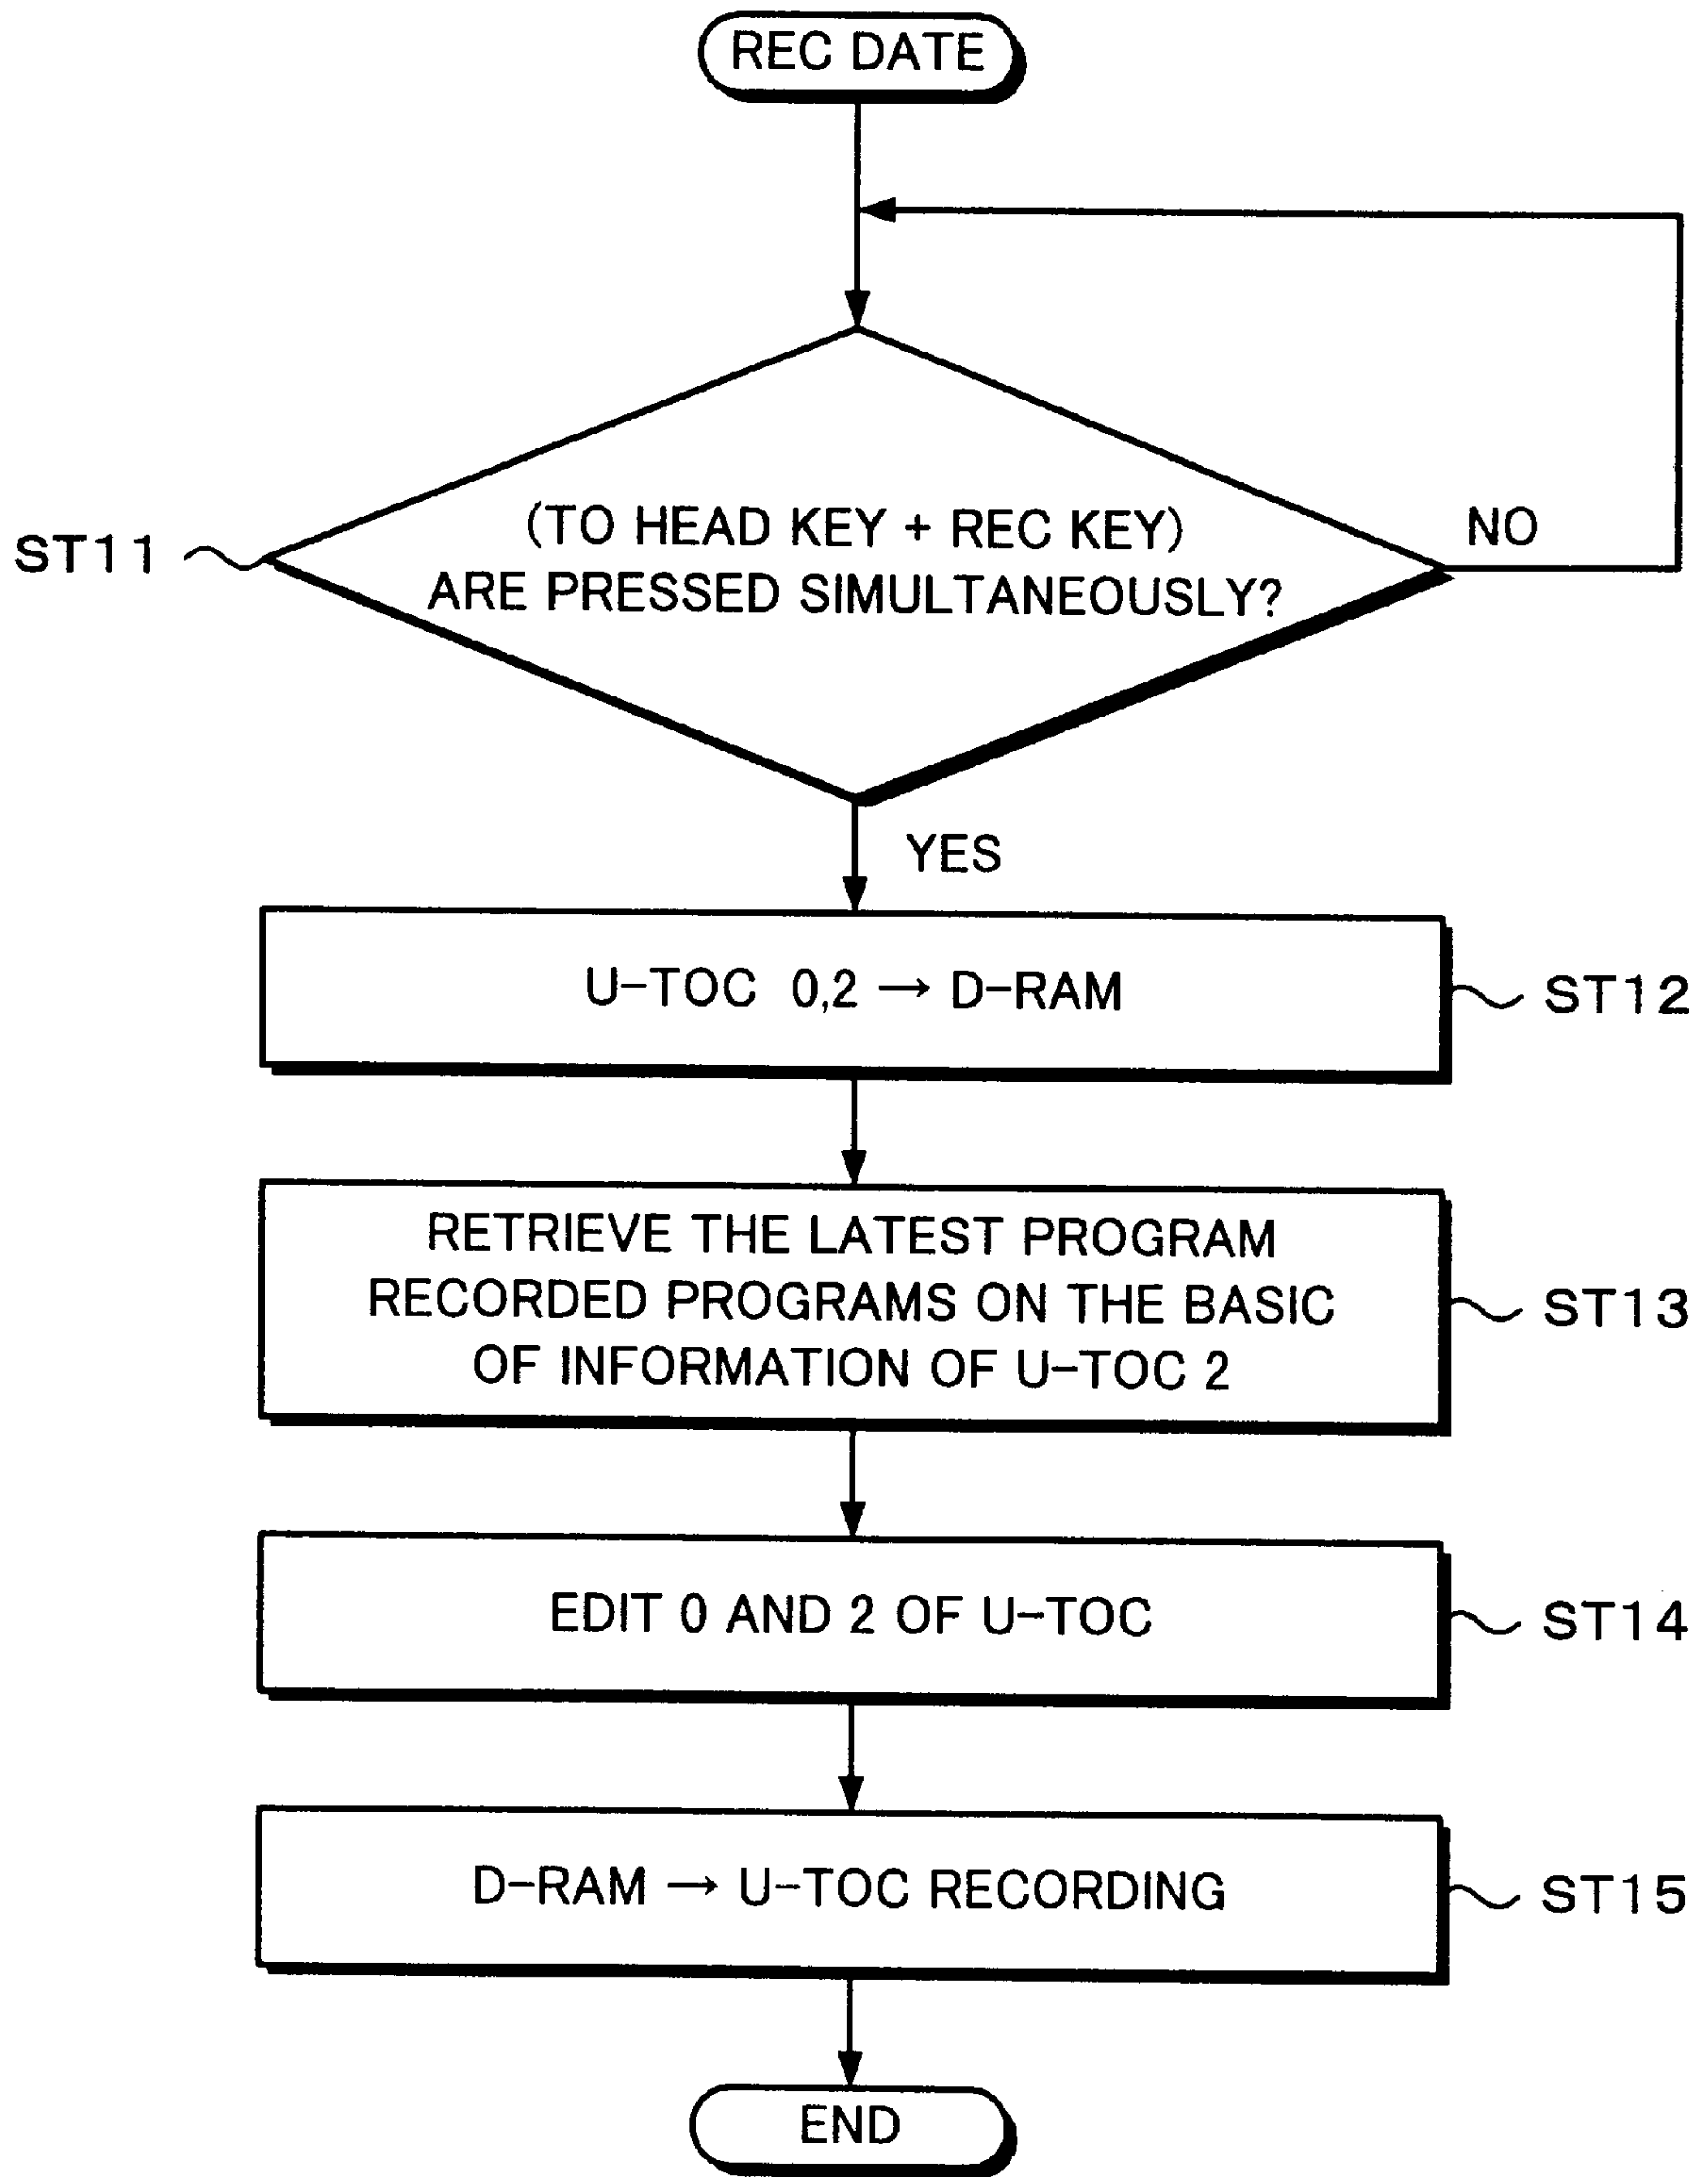 REC DATE
(TO HEAD KEY + REC KEY)
ARE PRESSED SIMULTANEOUSLY?
NO
ST11
YES
U-TOC 0,2 → D-RAM
ST12
RETRIEVE THE LATEST PROGRAM
RECORDED PROGRAMS ON THE BASIC
OF INFORMATION OF U-TOC 2
ST13
EDIT 0 AND 2 OF U-TOC
ST14
D-RAM → U-TOC RECORDING
ST15
END